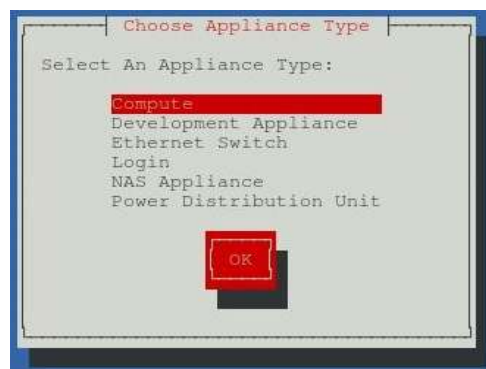 Choose Appliance Type
Select An Appliance Type:
Compute
Development Appliance
Ethernet Switch
Login
NAS Appliance
Power Distribution Unit
OK